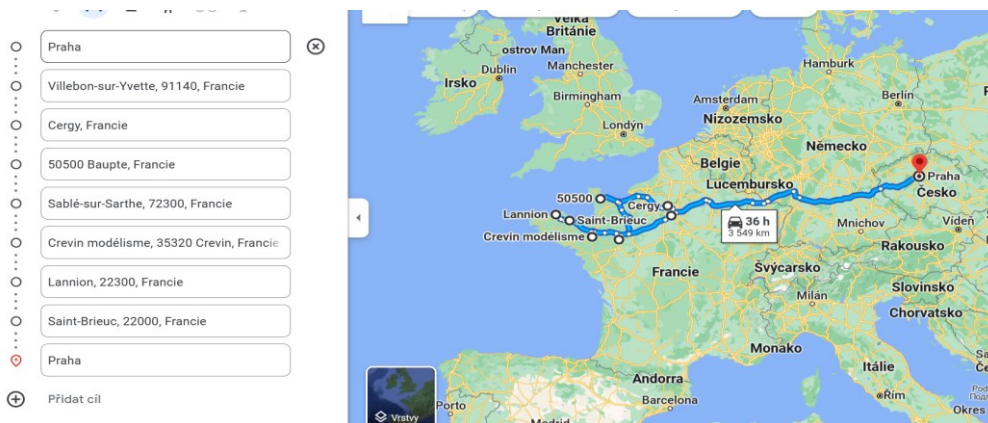 Praha
Villebon-sur-Yvette, 91140, Francie
Cergy, Francie
50500 Baupte, Francie
Sablé-sur-Sarthe, 72300, Francie
Crevin modélisme, 35320 Crevin, Francie
Lannion, 22300, Francie
Saint-Brieuc, 22000, Francie
Praha
Přidat cíl
Velká
Británie
ostrov Man
Dublin
Manchester
Irsko
Birmingham
Londýn
Hamburk
Amsterdam
Berlín
Nizozemsko
Německo
Belgie
Lucembursko
Praha
Česko
50500
Cergy
Lannion
Saint-Brieuc
Crevin modélisme
36 h
3 549 km
Mnichov
Vídeň
Rakousko
Francie
Švýcarsko
Slovinsko
Milán
Chorvatsko
Monako
Itálie
Andorra
Barcelona
Řím
Porto
Madrid
Vrstvy
Okres